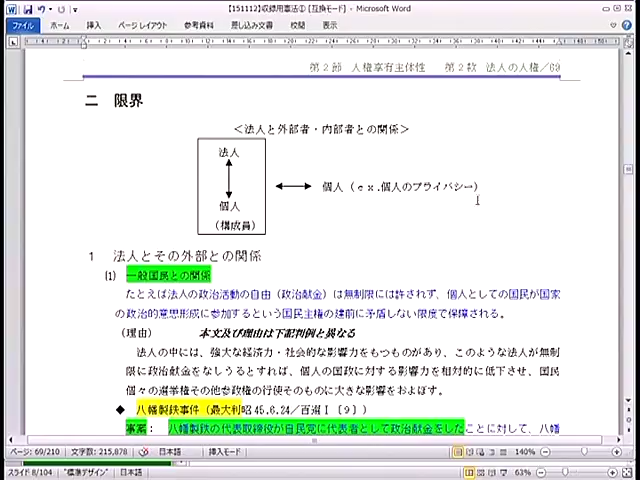 【151112】収録用憲法① [互換モード] - Microsoft Word
ファイル ホーム 挿入 ページ レイアウト 参考資料 差し込み文書 校閲 表示
第2節 人権享有主体性 第2款 法人の人権／69
二 限界
＜法人と外部者・内部者との関係＞
法人
個人（ｅｘ.個人のプライバシー）
個人
（構成員）
1 法人とその外部との関係
(1) 一般国民との関係
たとえば法人の政治活動の自由（政治献金）は無制限には許されず、個人としての国民が国家
の政治的意思形成に参加するという国民主権の建前に矛盾しない限度で保障される。
（理由） 本文及び理由は下記判例と異なる
法人の中には、強大な経済力・社会的な影響力をもつものがあり、このような法人が無制
限に政治献金をなしうるとすれば、個人の国政に対する影響力を相対的に低下させ、国民
個々の選挙権その他参政権の行使そのものに大きな影響をおよぼす。
◆ 八幡製鉄事件（最大判昭45.6.24／百選Ⅰ［9］）
事案： 八幡製鉄の代表取締役が自民党に代表者として政治献金をしたことに対して、八幡
ページ: 69/210 文字数: 215,878 日本語 挿入モード 140%
スライド 8/104 "標準デザイン" 日本語 63%